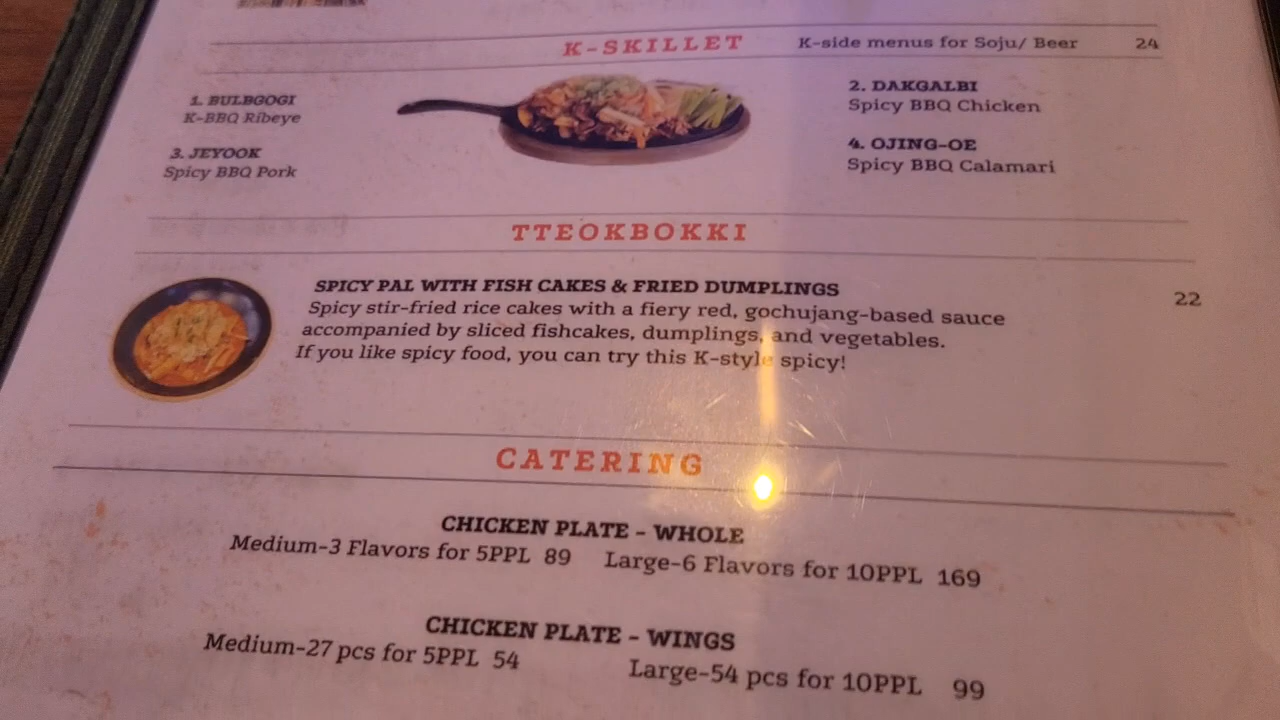 K-SKILLET K-side menus for Soju/ Beer 24
1. BULBGOGI
K-BBQ Ribeye
2. DAKGALBI
Spicy BBQ Chicken
3. JEYOOK
Spicy BBQ Pork
4. OJING-OE
Spicy BBQ Calamari
TTEOKBOKKI
SPICY PAL WITH FISH CAKES & FRIED DUMPLINGS 22
Spicy stir-fried rice cakes with a fiery red, gochujang-based sauce
accompanied by sliced fishcakes, dumplings, and vegetables.
If you like spicy food, you can try this K-style spicy!
CATERING
CHICKEN PLATE - WHOLE
Medium-3 Flavors for 5PPL 89 Large-6 Flavors for 10PPL 169
CHICKEN PLATE - WINGS
Medium-27 pcs for 5PPL 54 Large-54 pcs for 10PPL 99